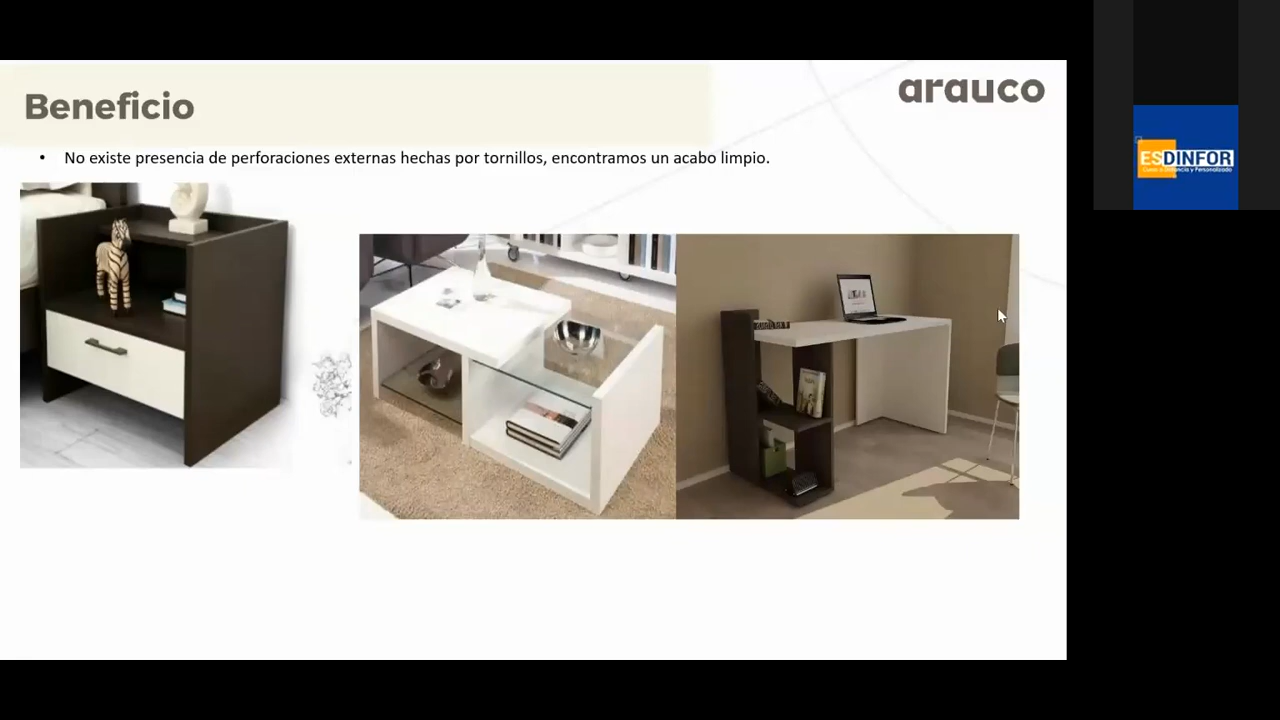 Beneficio
arauco
• No existe presencia de perforaciones externas hechas por tornillos, encontramos un acabo limpio.
ESDINFOR